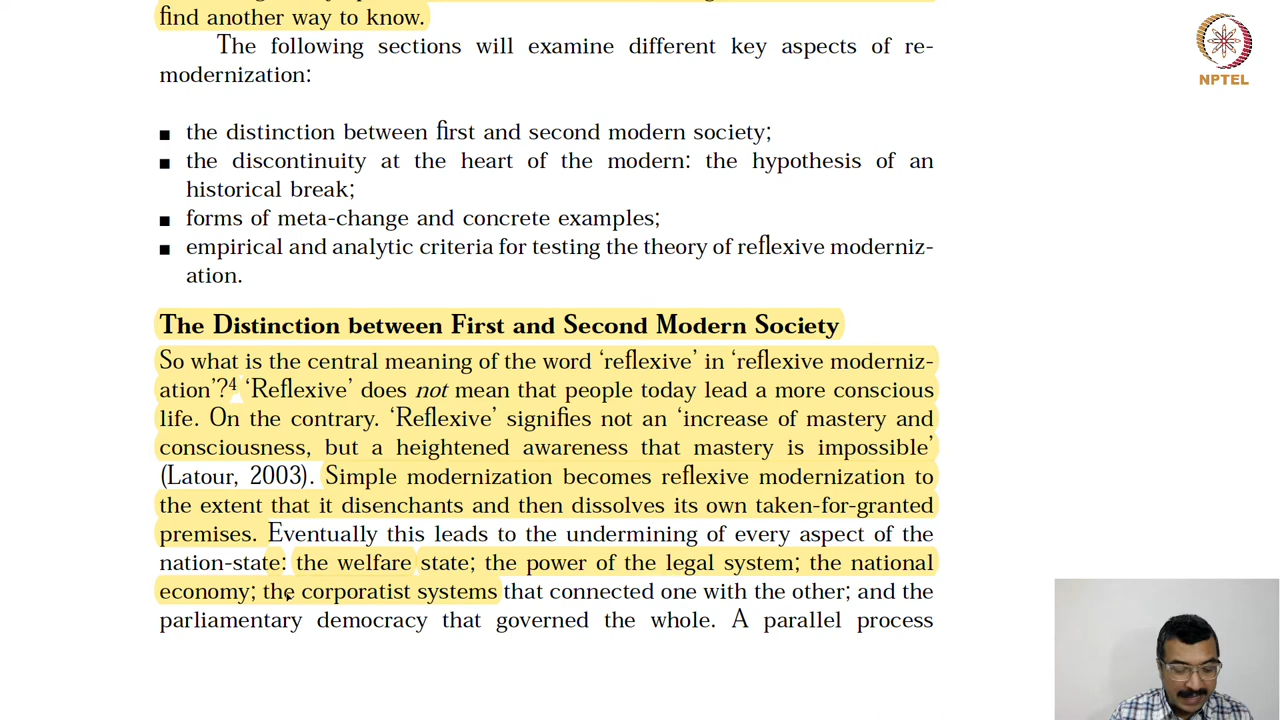 find another way to know.
The following sections will examine different key aspects of re-
modernization:
■ the distinction between first and second modern society;
■ the discontinuity at the heart of the modern: the hypothesis of an
historical break;
■ forms of meta-change and concrete examples;
■ empirical and analytic criteria for testing the theory of reflexive moderniz-
ation.
The Distinction between First and Second Modern Society
So what is the central meaning of the word ‘reflexive’ in ‘reflexive moderniz-
ation’?4 ‘Reflexive’ does not mean that people today lead a more conscious
life. On the contrary. ‘Reflexive’ signifies not an ‘increase of mastery and
consciousness, but a heightened awareness that mastery is impossible’
(Latour, 2003). Simple modernization becomes reflexive modernization to
the extent that it disenchants and then dissolves its own taken-for-granted
premises. Eventually this leads to the undermining of every aspect of the
nation-state: the welfare state; the power of the legal system; the national
economy; the corporatist systems that connected one with the other; and the
parliamentary democracy that governed the whole. A parallel process
NPTEL